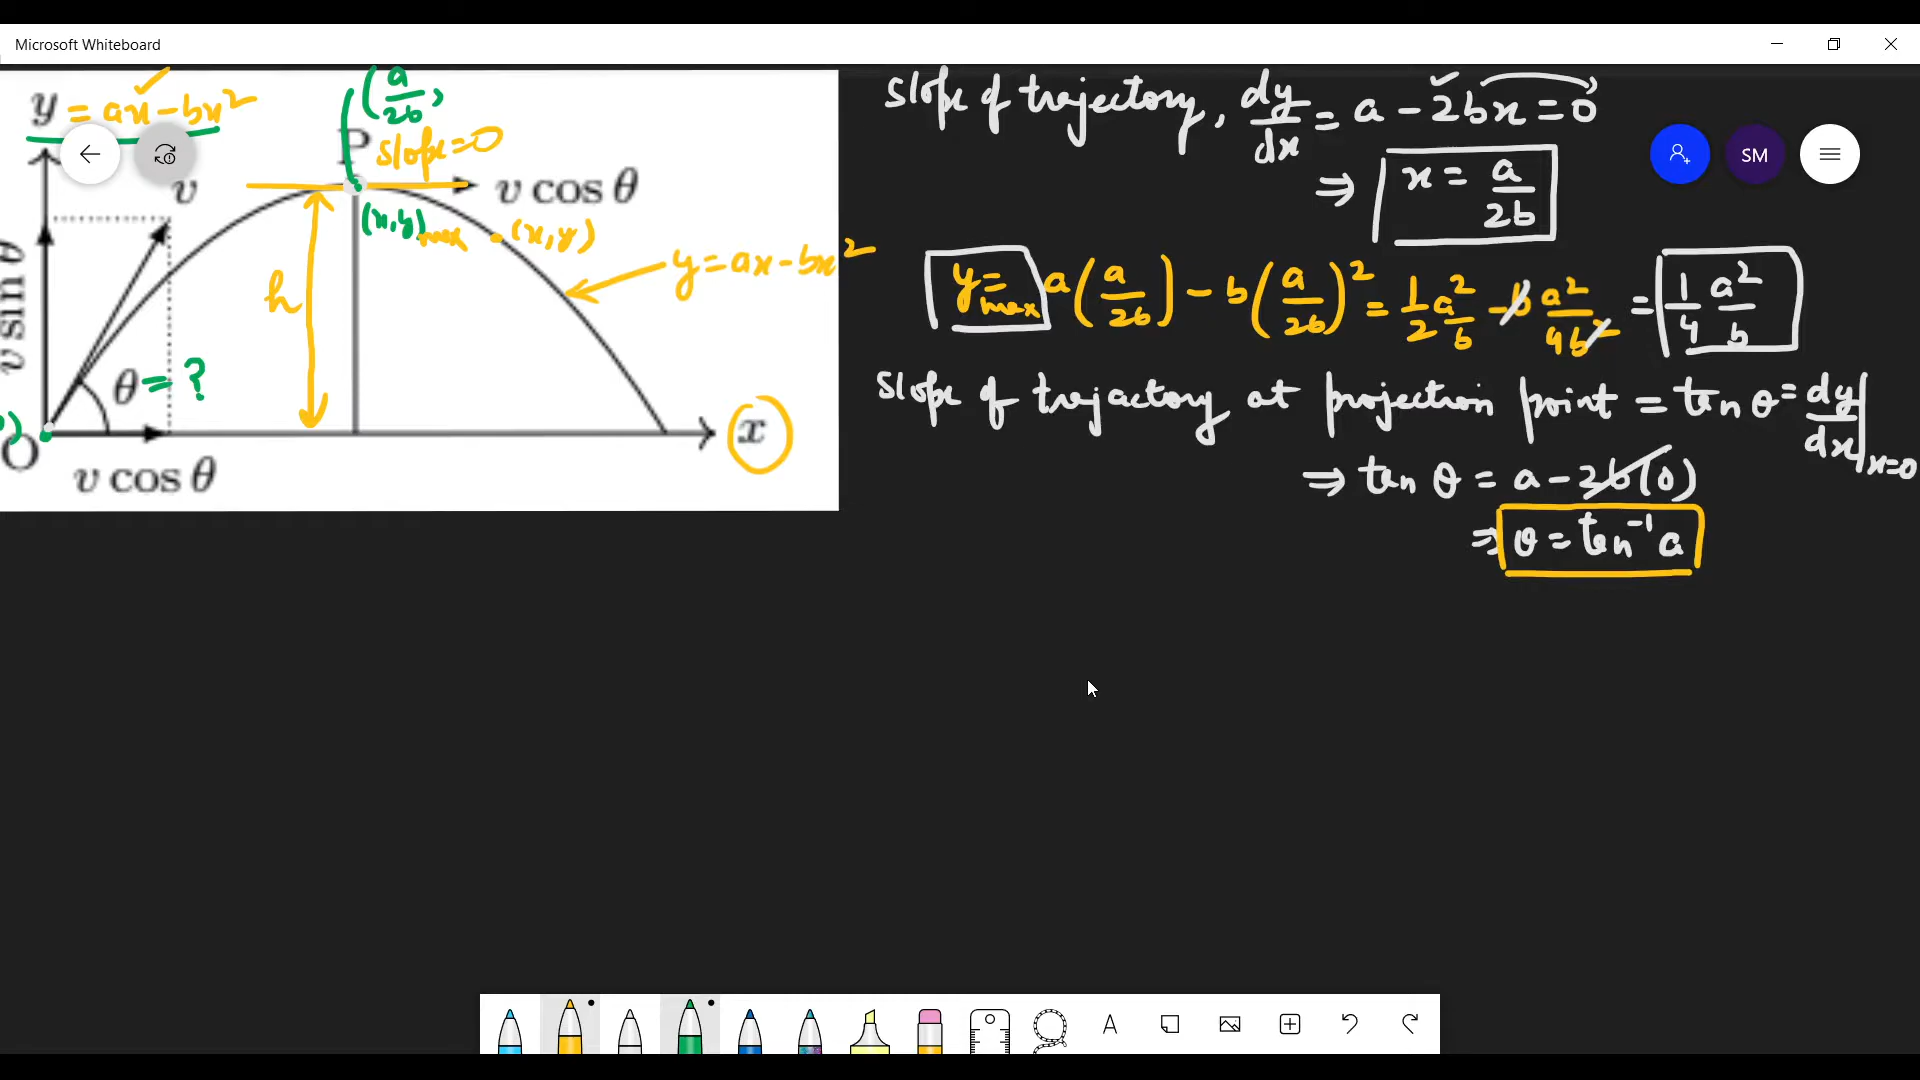 Microsoft Whiteboard
y = ax - bx²
(a/2b,
P slope = 0
v
v cos θ
(x,y)max
(x,y)
y = ax - bx²
v sin θ
h
θ = ?
)
O
x
v cos θ
Slope of trajectory, dy/dx = a - 2bx = 0
⇒ x = a/2b
y max = a(a/2b) - b(a/2b)² = 1/2 a²/b - b a²/4b² = 1/4 a²/b
Slope of trajectory at projection point = tan θ = dy/dx|x=0
⇒ tan θ = a - 2b(0)
⇒ θ = tan⁻¹ a
SM
A